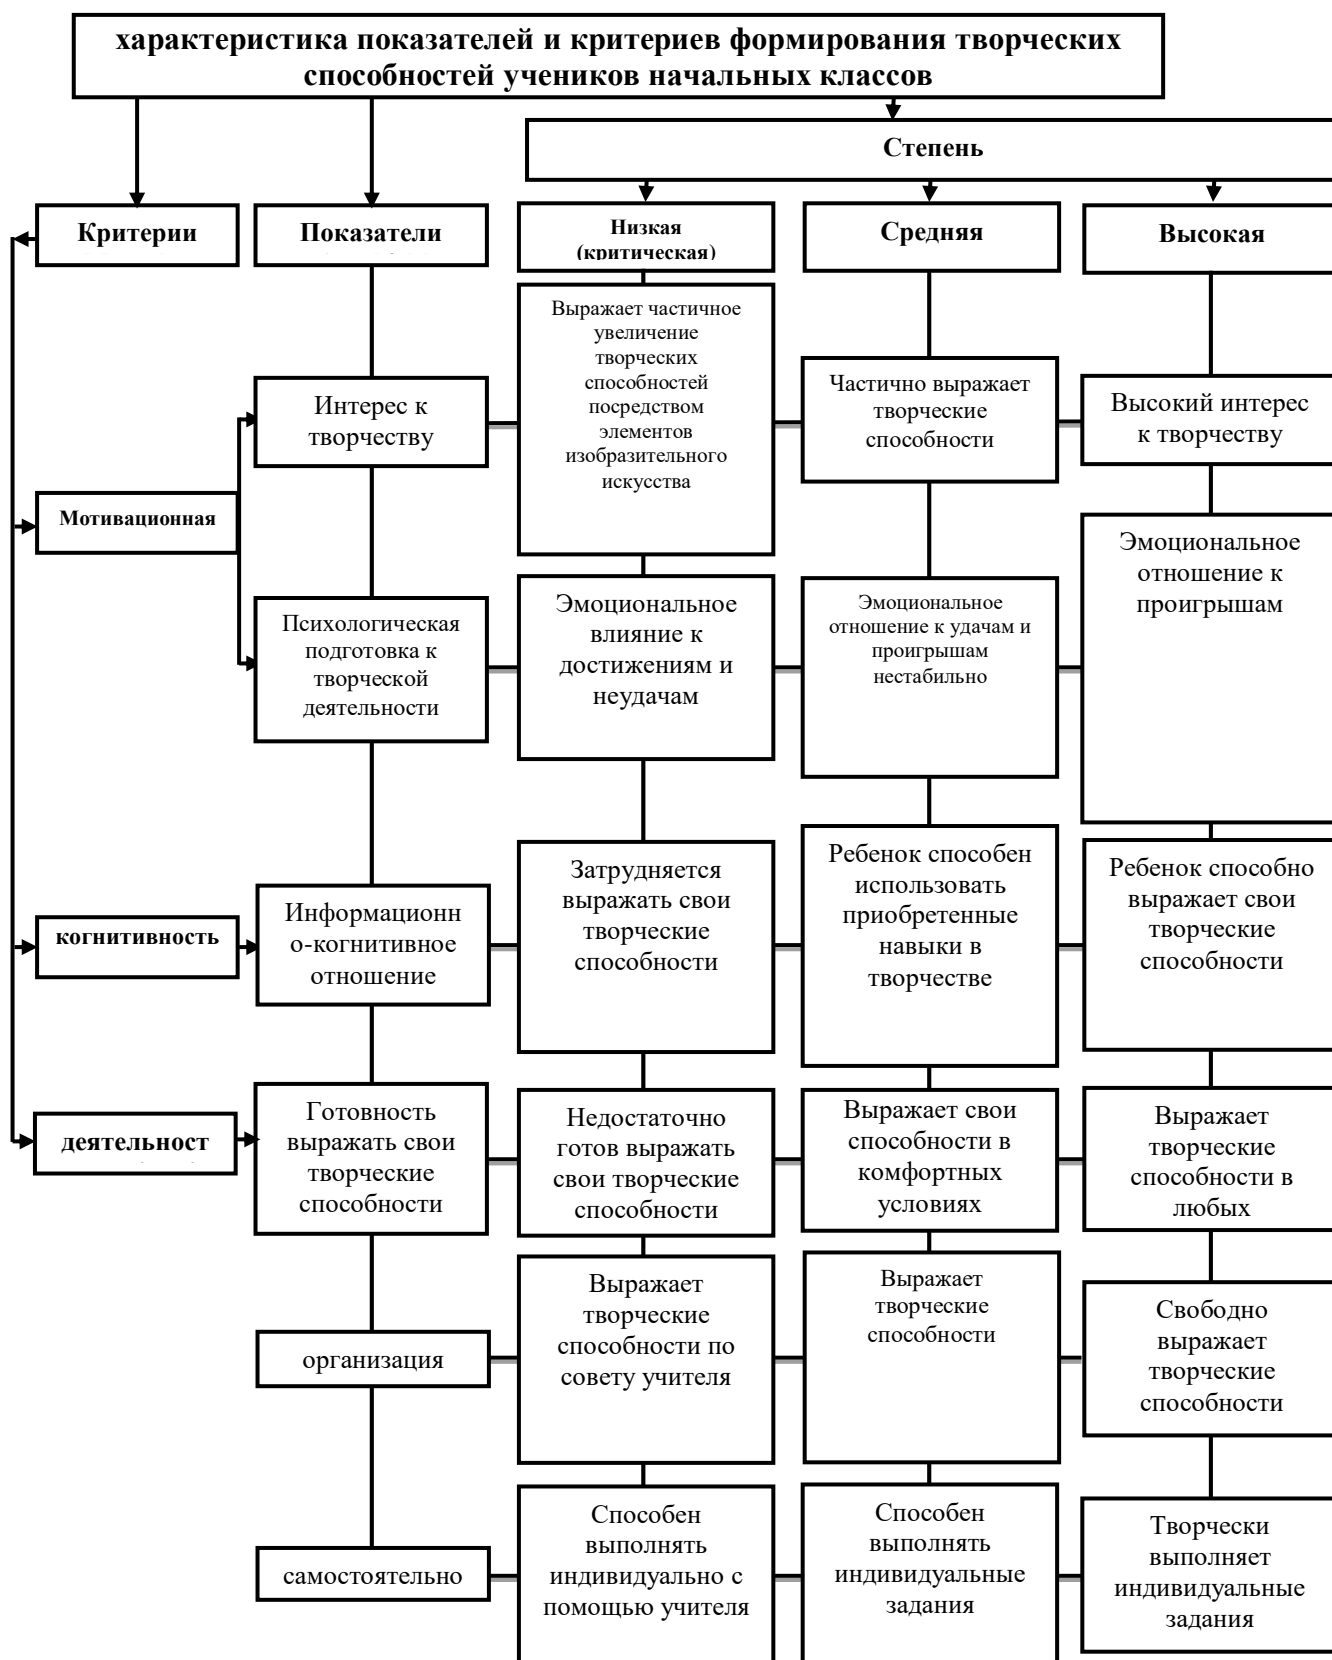 характеристика показателей и критериев формирования творческих
способностей учеников начальных классов
Степень
Критерии
Показатели
Низкая
(критическая)
Средняя
Высокая
Интерес к
творчеству
Выражает частичное
увеличение
творческих
способностей
посредством
элементов
изобразительного
искусства
Частично выражает
творческие
способности
Высокий интерес
к творчеству
Мотивационная
Психологическая
подготовка к
творческой
деятельности
Эмоциональное
влияние к
достижениям и
неудачам
Эмоциональное
отношение к удачам и
проигрышам
нестабильно
Эмоциональное
отношение к
проигрышам
когнитивность
Информационн
о-когнитивное
отношение
Затрудняется
выражать свои
творческие
способности
Ребенок способен
использовать
приобретенные
навыки в
творчестве
Ребенок способно
выражает свои
творческие
способности
деятельност
Готовность
выражать свои
творческие
способности
Недостаточно
готов выражать
свои творческие
способности
Выражает свои
способности в
комфортных
условиях
Выражает
творческие
способности в
любых
организация
Выражает
творческие
способности по
совету учителя
Выражает
творческие
способности
Свободно
выражает
творческие
способности
самостоятельно
Способен
выполнять
индивидуально с
помощью учителя
Способен
выполнять
индивидуальные
задания
Творчески
выполняет
индивидуальные
задания